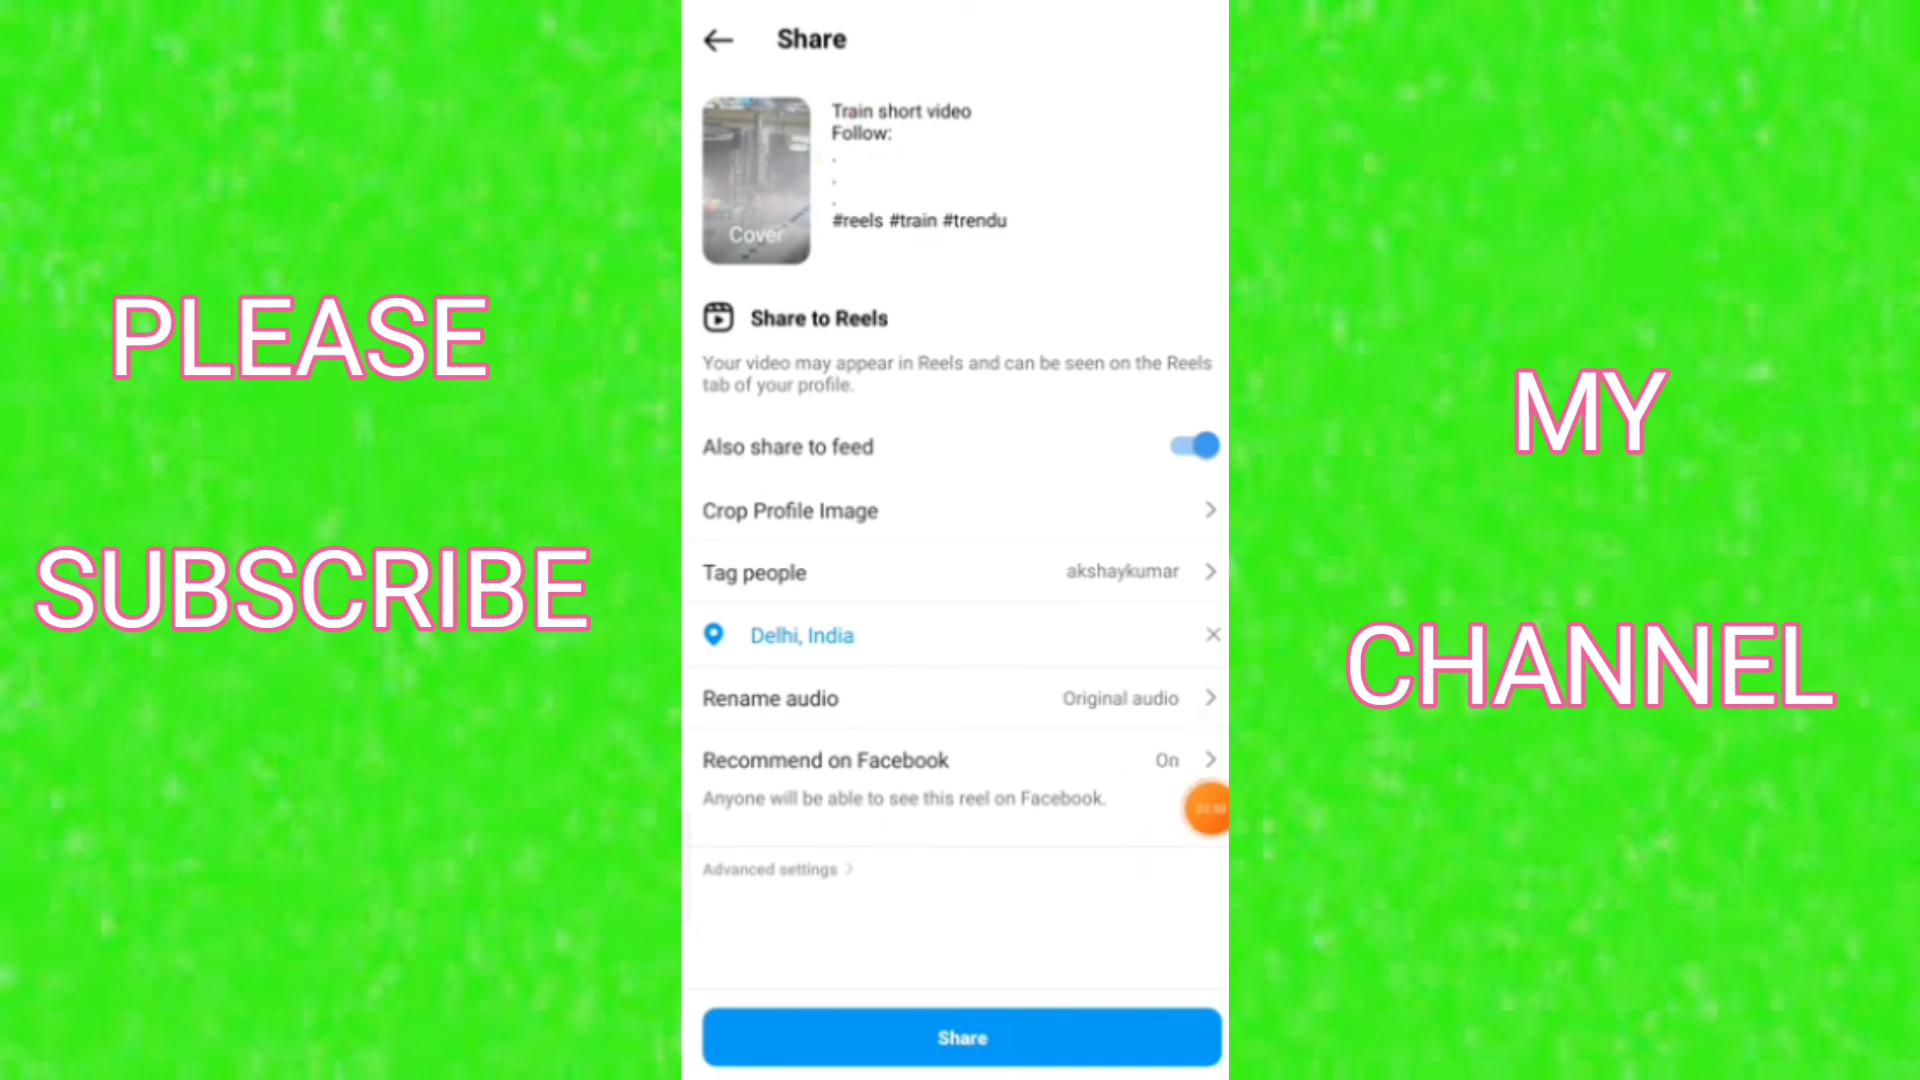 PLEASE
SUBSCRIBE
Share
Cover
Train short video
Follow:
.
.
.
#reels #train #trendu
Share to Reels
Your video may appear in Reels and can be seen on the Reels
tab of your profile.
Also share to feed
Crop Profile Image
Tag people akshaykumar
Delhi, India
Rename audio Original audio
Recommend on Facebook On
Anyone will be able to see this reel on Facebook.
Advanced settings
Share
MY
CHANNEL